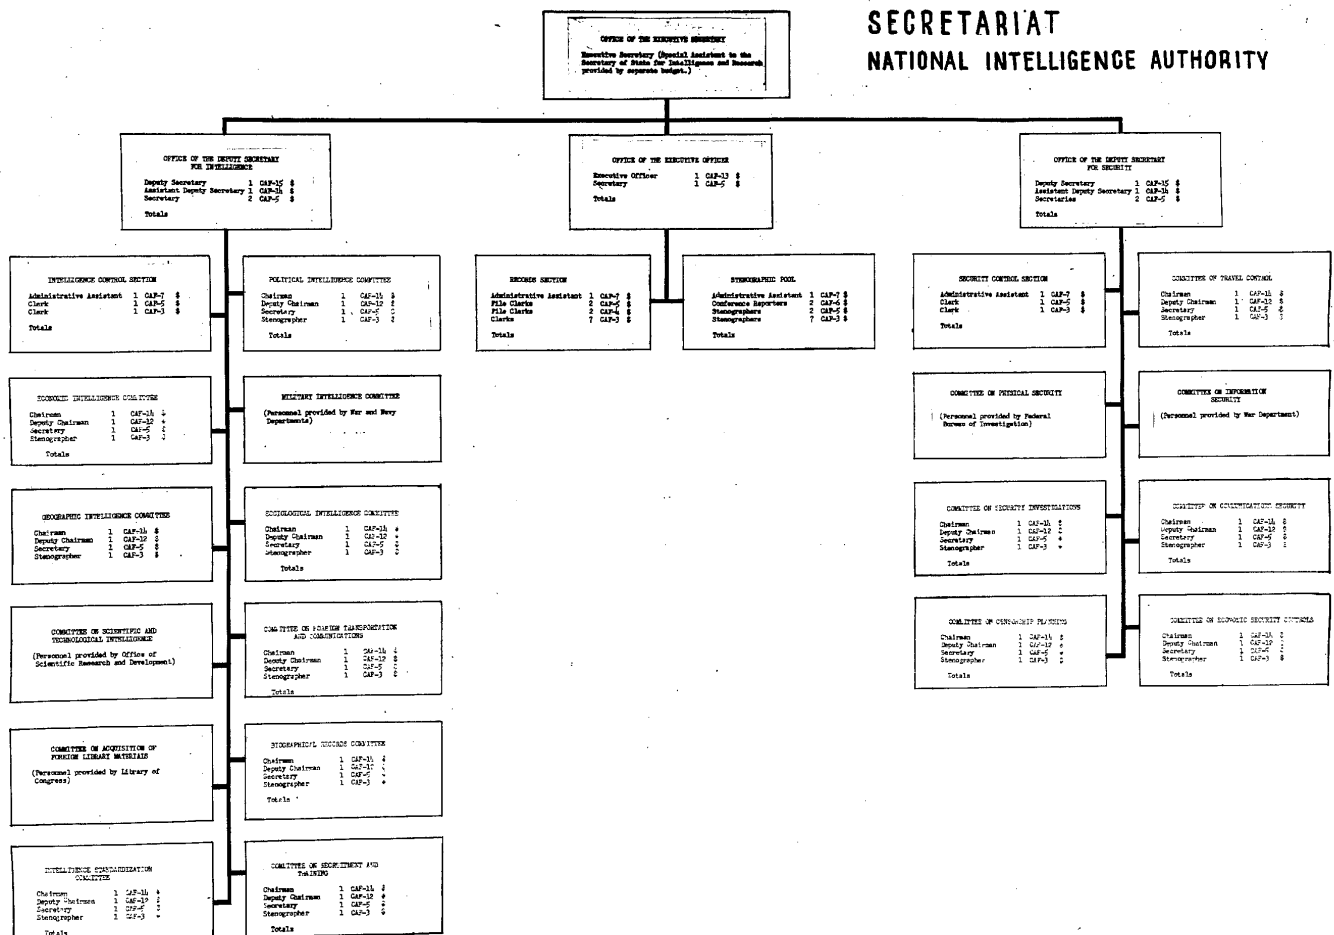 SECRETARIAT
NATIONAL INTELLIGENCE AUTHORITY
OFFICE OF THE EXECUTIVE SECRETARY
Executive Secretary (Special Assistant to the
Secretary of State for Intelligence and Research
provided by separate budget.)
OFFICE OF THE DEPUTY SECRETARY
FOR INTELLIGENCE
Deputy Secretary 1 CAF-15 $
Assistant Deputy Secretary 1 CAF-14 $
Secretary 2 CAF-5 $
Totals
OFFICE OF THE EXECUTIVE OFFICER
Executive Officer 1 CAF-13 $
Secretary 1 CAF-5 $
Totals
OFFICE OF THE DEPUTY SECRETARY
FOR SECURITY
Deputy Secretary 1 CAF-15 $
Assistant Deputy Secretary 1 CAF-14 $
Secretaries 2 CAF-5 $
Totals
INTELLIGENCE CONTROL SECTION
Administrative Assistant 1 CAF-7 $
Clerk 1 CAF-5 $
Clerk 1 CAF-3 $
Totals
POLITICAL INTELLIGENCE COMMITTEE
Chairman 1 CAF-14 $
Deputy Chairman 1 CAF-12 $
Secretary 1 CAF-5 $
Stenographer 1 CAF-3 $
Totals
RECORDS SECTION
Administrative Assistant 1 CAF-7 $
File Clerks 2 CAF-5 $
File Clerks 2 CAF-4 $
Clerks 7 CAF-3 $
Totals
STENOGRAPHIC POOL
Administrative Assistant 1 CAF-7 $
Conference Reporters 2 CAF-6 $
Stenographers 2 CAF-5 $
Stenographers 7 CAF-3 $
Totals
SECURITY CONTROL SECTION
Administrative Assistant 1 CAF-7 $
Clerk 1 CAF-5 $
Clerk 1 CAF-3 $
Totals
COMMITTEE OF TRAVEL CONTROL
Chairman 1 CAF-14 $
Deputy Chairman 1 CAF-12 $
Secretary 1 CAF-5 $
Stenographer 1 CAF-3 $
Totals
ECONOMIC INTELLIGENCE COMMITTEE
Chairman 1 CAF-14 $
Deputy Chairman 1 CAF-12 $
Secretary 1 CAF-5 $
Stenographer 1 CAF-3 $
Totals
MILITARY INTELLIGENCE COMMITTEE
(Personnel provided by War and Navy
Departments)
COMMITTEE ON PHYSICAL SECURITY
(Personnel provided by Federal
Bureau of Investigation)
COMMITTEE ON INFORMATION
SECURITY
(Personnel provided by War Department)
GEOGRAPHIC INTELLIGENCE COMMITTEE
Chairman 1 CAF-14 $
Deputy Chairman 1 CAF-12 $
Secretary 1 CAF-5 $
Stenographer 1 CAF-3 $
SOCIOLOGICAL INTELLIGENCE COMMITTEE
Chairman 1 CAF-14 $
Deputy Chairman 1 CAF-12 $
Secretary 1 CAF-5 $
Stenographer 1 CAF-3 $
Totals
COMMITTEE ON SECURITY INVESTIGATIONS
Chairman 1 CAF-14 $
Deputy Chairman 1 CAF-12 $
Secretary 1 CAF-5 $
Stenographer 1 CAF-3 $
Totals
COMMITTEE ON COMMUNICATIONS SECURITY
Chairman 1 CAF-14 $
Deputy Chairman 1 CAF-12 $
Secretary 1 CAF-5 $
Stenographer 1 CAF-3 $
Totals
COMMITTEE ON SCIENTIFIC AND
TECHNOLOGICAL INTELLIGENCE
(Personnel provided by Office of
Scientific Research and Development)
COMMITTEE ON FOREIGN TRANSPORTATION
AND COMMUNICATIONS
Chairman 1 CAF-14 $
Deputy Chairman 1 CAF-12 $
Secretary 1 CAF-5 $
Stenographer 1 CAF-3 $
Totals
COMMITTEE ON CENSORSHIP PLANNING
Chairman 1 CAF-14 $
Deputy Chairman 1 CAF-12 $
Secretary 1 CAF-5 $
Stenographer 1 CAF-3 $
Totals
COMMITTEE ON ECONOMIC SECURITY CONTROLS
Chairman 1 CAF-14 $
Deputy Chairman 1 CAF-12 $
Secretary 1 CAF-5 $
Stenographer 1 CAF-3 $
Totals
COMMITTEE ON ACQUISITION OF
FOREIGN LIBRARY MATERIALS
(Personnel provided by Library of
Congress)
BIOGRAPHICAL RECORDS COMMITTEE
Chairman 1 CAF-14 $
Deputy Chairman 1 CAF-12 $
Secretary 1 CAF-5 $
Stenographer 1 CAF-3 $
Totals
INTELLIGENCE STANDARDIZATION
COMMITTEE
Chairman 1 CAF-14 $
Deputy Chairman 1 CAF-12 $
Secretary 1 CAF-5 $
Stenographer 1 CAF-3 $
Totals
COMMITTEE ON RECRUITMENT AND
TRAINING
Chairman 1 CAF-14 $
Deputy Chairman 1 CAF-12 $
Secretary 1 CAF-5 $
Stenographer 1 CAF-3 $
Totals